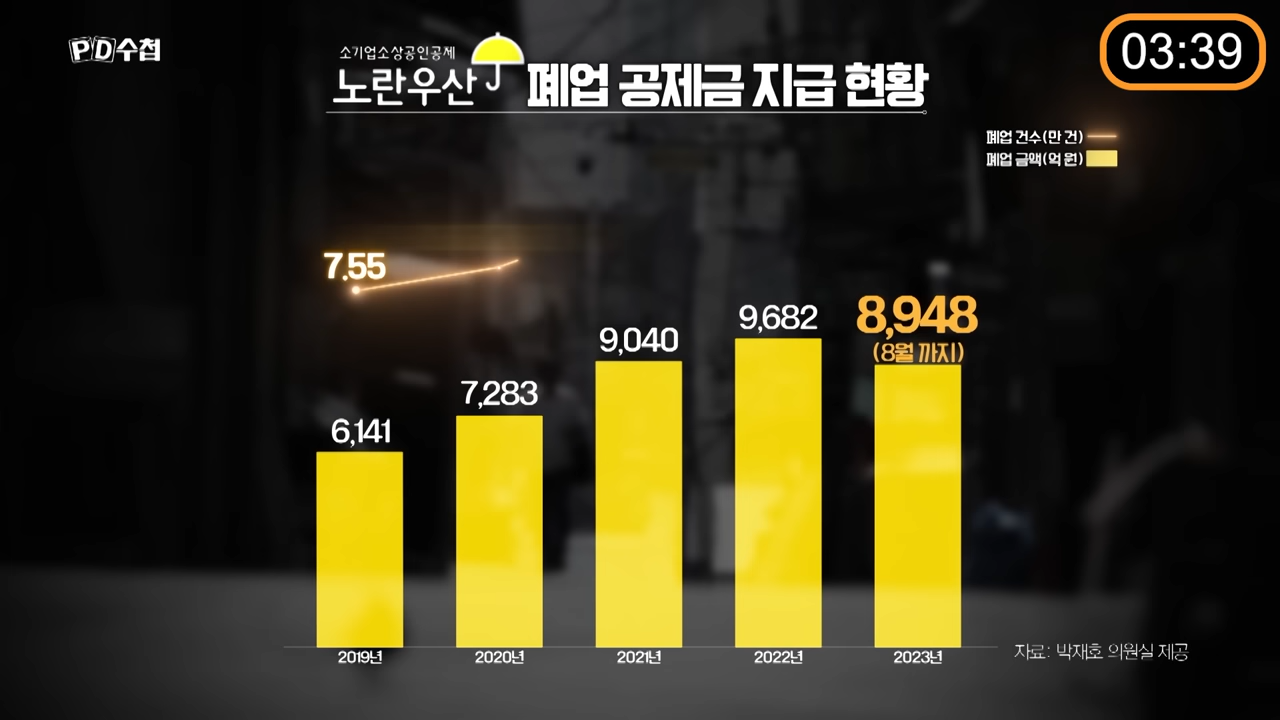 PD수첩
03:39
소기업소상공인공제
노란우산 폐업 공제금 지급 현황
폐업 건수(만 건)
폐업 금액(억 원)
7.55
6,141
7,283
9,040
9,682
8,948
(8월 까지)
2019년 2020년 2021년 2022년 2023년
자료: 박재호 의원실 제공